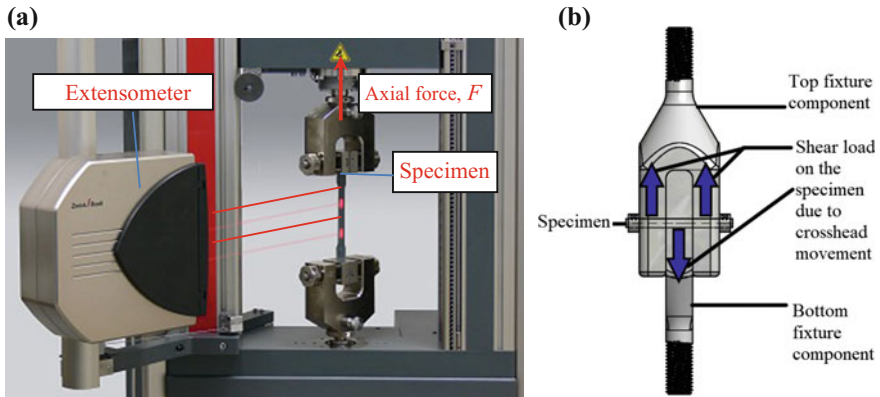 (a)
Extensometer
Axial force, F
Specimen
Zwick / Roell
(b)
Top fixture
component
Shear load
on the
specimen
due to
crosshead
movement
Specimen
Bottom
fixture
component